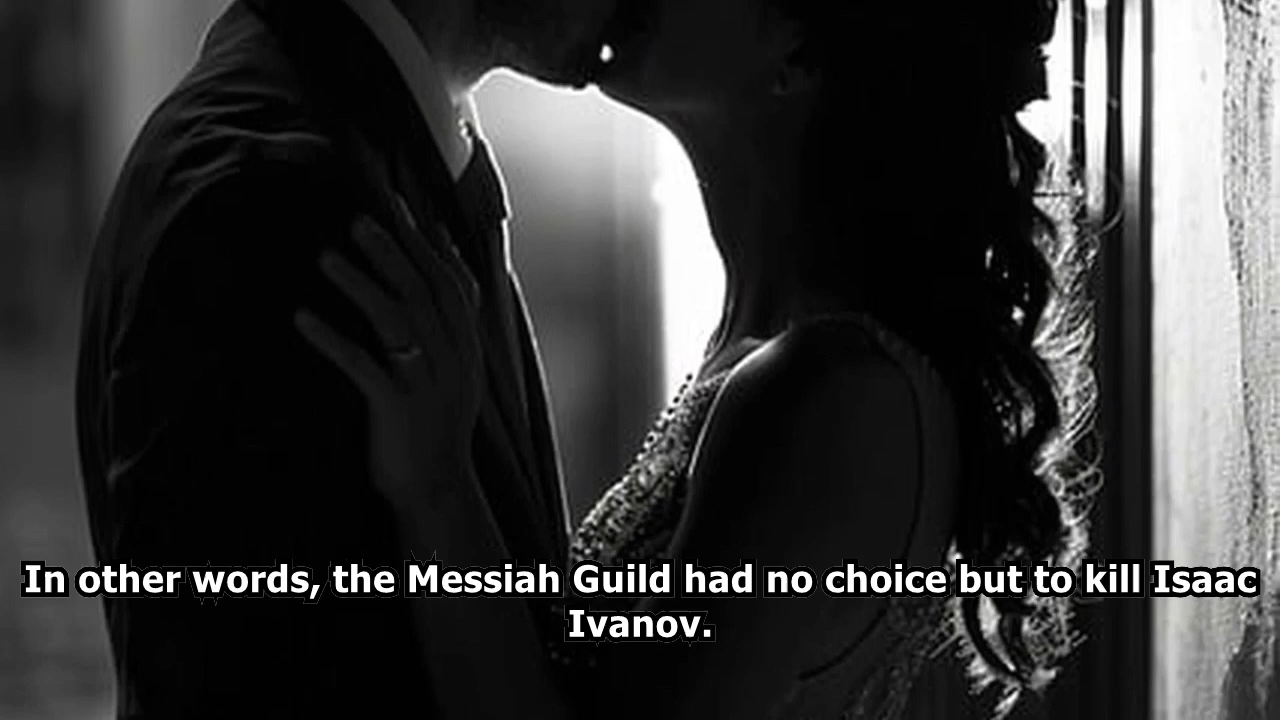 In other words, the Messiah Guild had no choice but to kill Isaac
Ivanov.